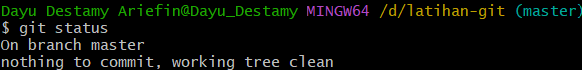 Dayu Destamy Ariefin@Dayu_Destamy MINGW64 /d/latihan-git (master)
$ git status
On branch master
nothing to commit, working tree clean